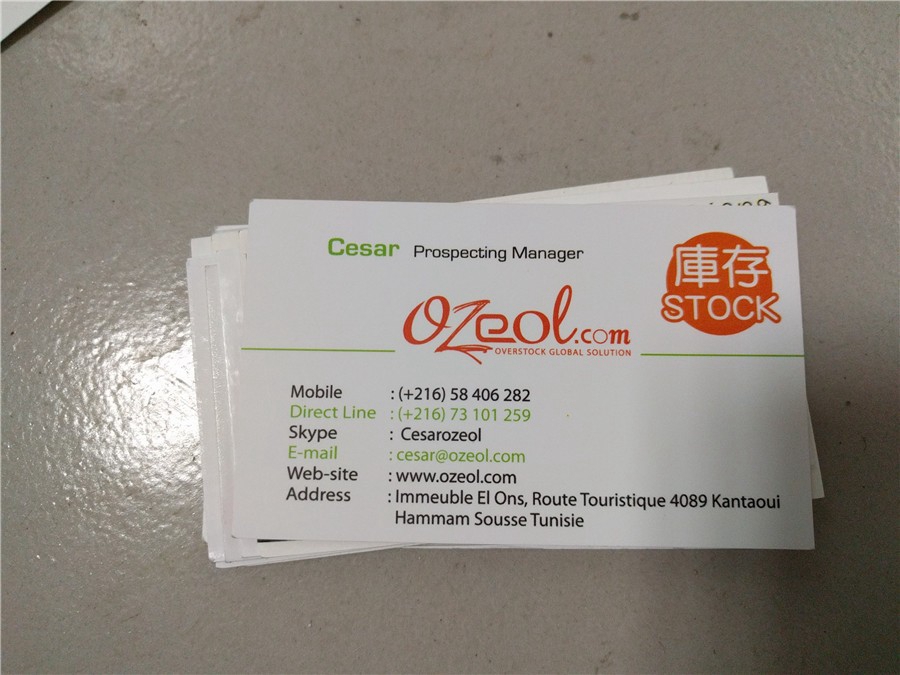 Cesar Prospecting Manager
庫存
STOCK
Ozeol.com
OVERSTOCK GLOBAL SOLUTION
Mobile : (+216) 58 406 282
Direct Line : (+216) 73 101 259
Skype : Cesarozeol
E-mail : cesar@ozeol.com
Web-site : www.ozeol.com
Address : Immeuble El Ons, Route Touristique 4089 Kantaoui
Hammam Sousse Tunisie